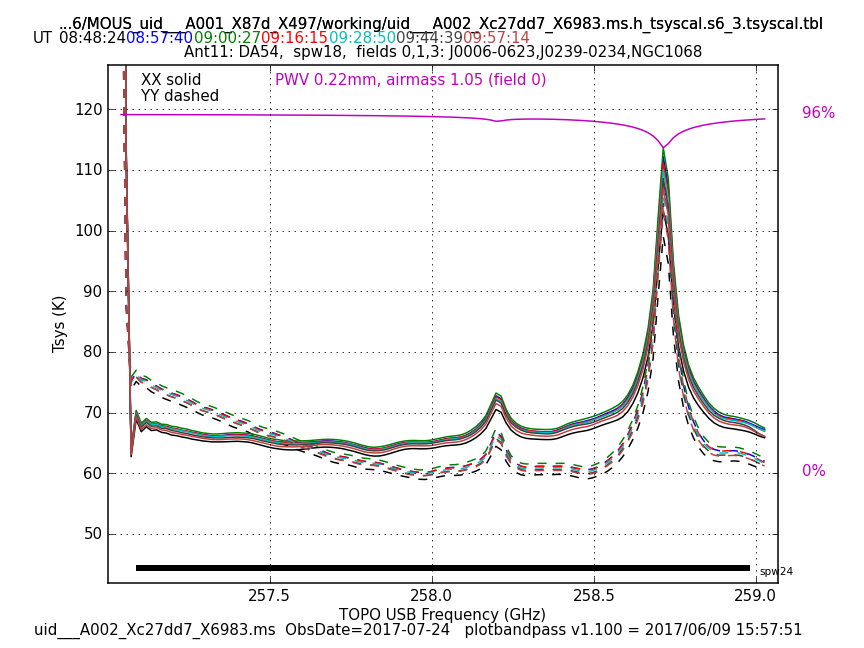 ...6/MOUS_uid___A001_X87d_X497/working/uid___A002_Xc27dd7_X6983.ms.h_tsyscal.s6_3.tsyscal.tbl
UT 08:48:24 08:57:40 09:00:27 09:16:15 09:28:50 09:44:39 09:57:14
Ant11: DA54,  spw18,  fields 0,1,3: J0006-0623,J0239-0234,NGC1068
XX solid
YY dashed
PWV 0.22mm, airmass 1.05 (field 0)
96%
0%
120
110
100
90
80
70
60
50
Tsys (K)
spw24
257.5 258.0 258.5 259.0
TOPO USB Frequency (GHz)
uid___A002_Xc27dd7_X6983.ms  ObsDate=2017-07-24   plotbandpass v1.100 = 2017/06/09 15:57:51